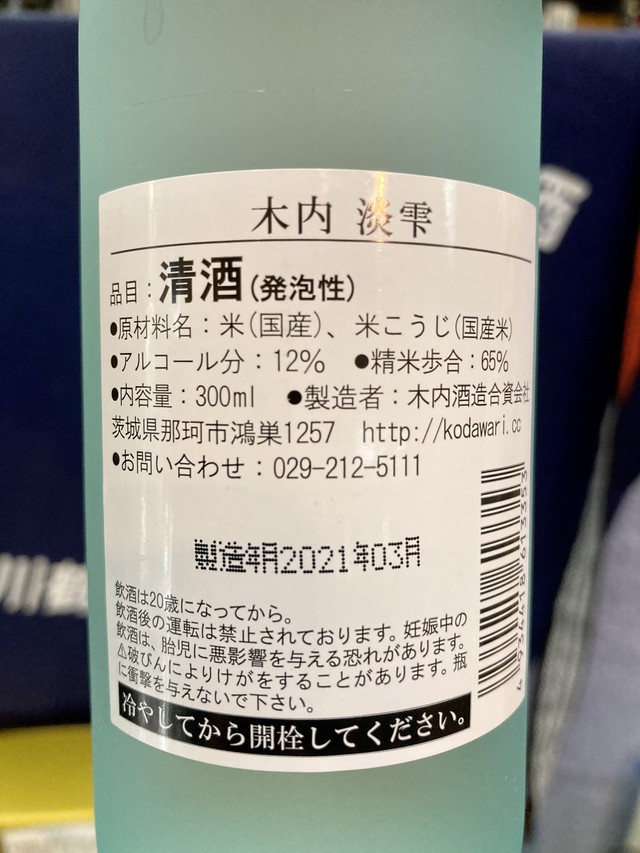 木内 淡雫
品目：清酒(発泡性)
●原材料名：米(国産)、米こうじ(国産米)
●アルコール分：12% ●精米歩合：65%
●内容量：300ml ●製造者：木内酒造合資会社
茨城県那珂市鴻巣1257 http://kodawari.cc
●お問い合わせ：029-212-5111
製造年月2021年03月
飲酒は20歳になってから。
飲酒後の運転は禁止されております。妊娠中の
飲酒は、胎児に悪影響を与える恐れがあります。
⚠破びんによりけがをすることがあります。瓶
に衝撃を与えないで下さい。
冷やしてから開栓してください。
4 934418 613353
川鶴
酒